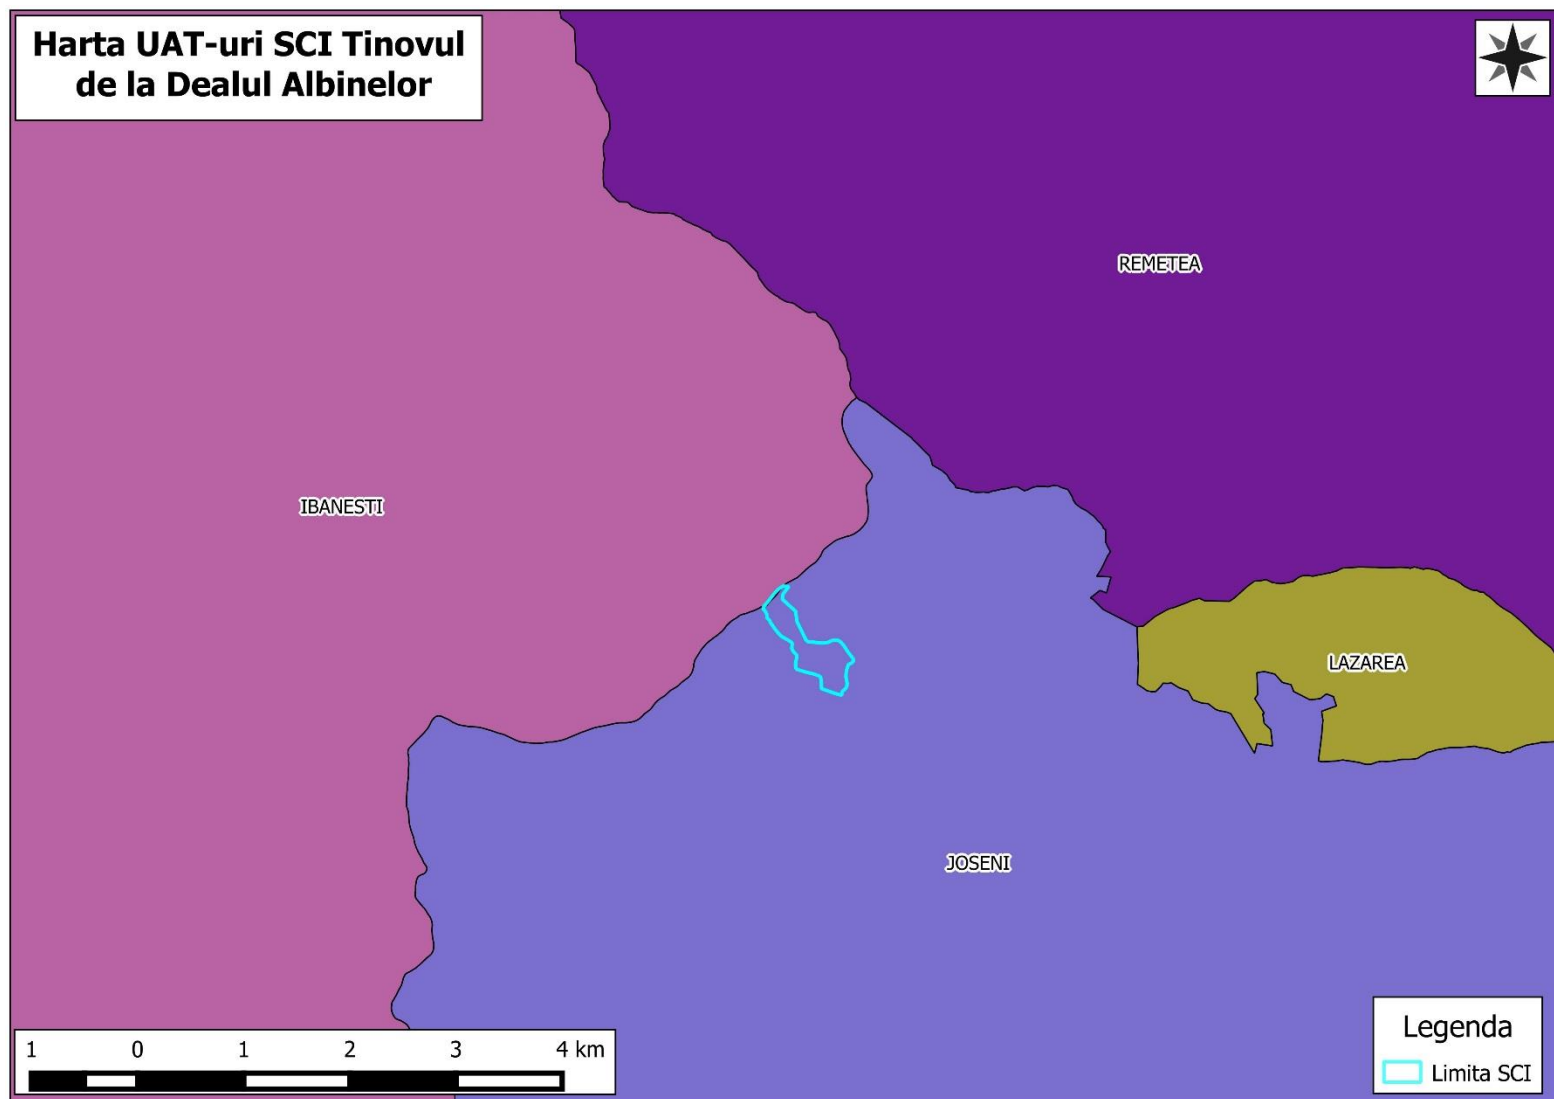 Harta UAT-uri SCI Tinovul
de la Dealul Albinelor
REMETEA
IBANESTI
LAZAREA
JOSENI
1 0 1 2 3 4 km
Legenda
Limita SCI